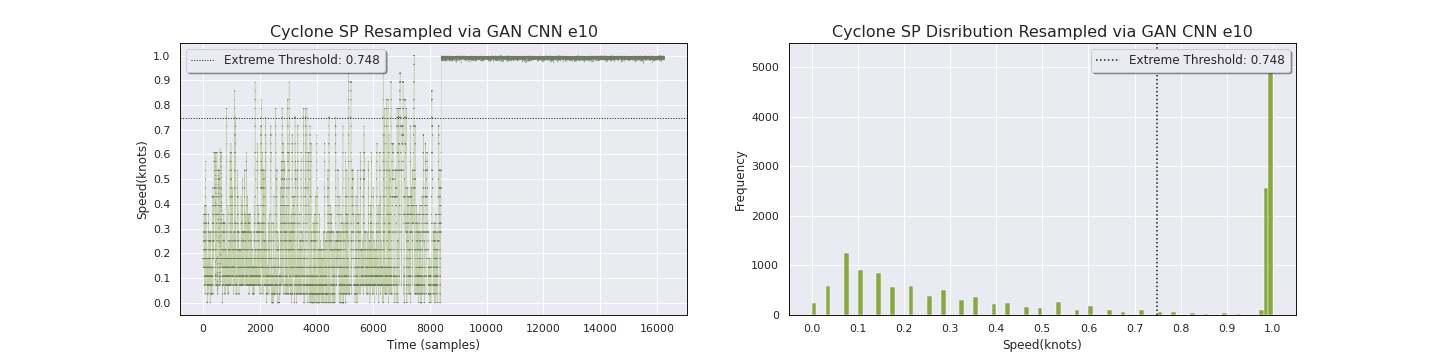 Cyclone SP Resampled via GAN CNN e10
Extreme Threshold: 0.748
1.0
0.9
0.8
0.7
0.6
0.5
0.4
0.3
0.2
0.1
0.0
Speed(knots)
0 2000 4000 6000 8000 10000 12000 14000 16000
Time (samples)
Cyclone SP Disribution Resampled via GAN CNN e10
Extreme Threshold: 0.748
5000
4000
3000
2000
1000
0
Frequency
0.0 0.1 0.2 0.3 0.4 0.5 0.6 0.7 0.8 0.9 1.0
Speed(knots)